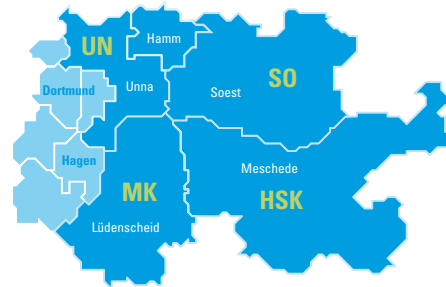 UN
Hamm
SO
Dortmund
Unna
Soest
Hagen
Meschede
MK
HSK
Lüdenscheid